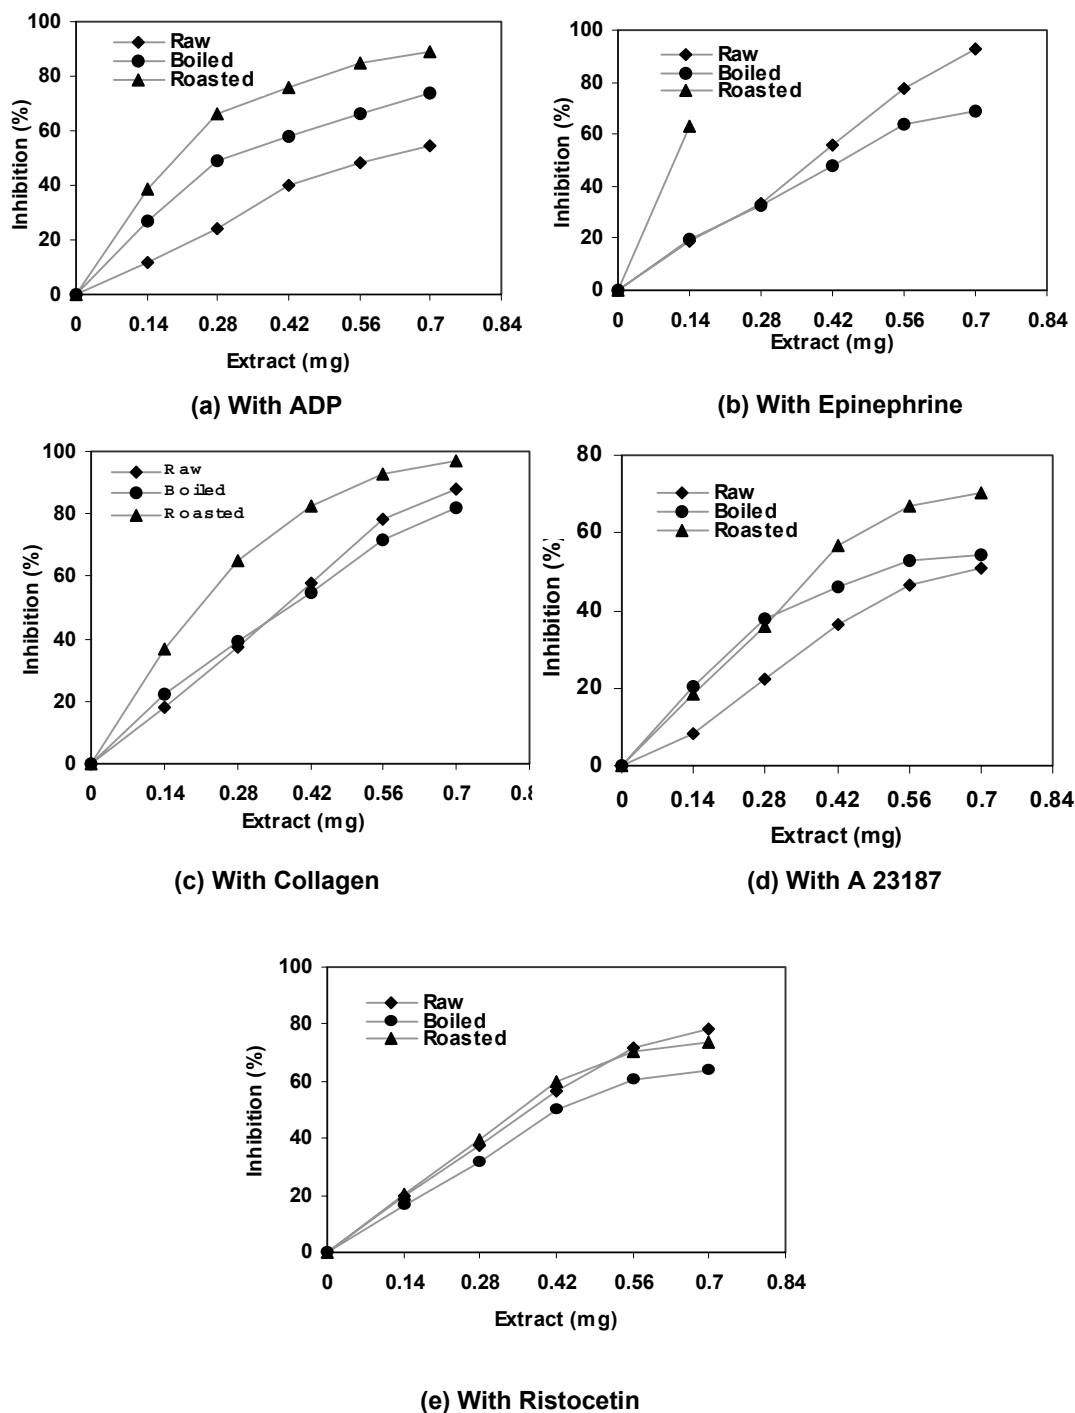 100
80
60
40
20
0
Inhibition (%)
Raw
Boiled
Roasted
0 0.14 0.28 0.42 0.56 0.7 0.84
Extract (mg)
(a) With ADP
100
80
60
40
20
0
Inhibition (%)
Raw
Boiled
Roasted
0 0.14 0.28 0.42 0.56 0.7 0.84
Extract (mg)
(b) With Epinephrine
100
80
60
40
20
0
Inhibition (%)
Raw
Boiled
Roasted
0 0.14 0.28 0.42 0.56 0.7
Extract (mg)
(c) With Collagen
80
60
40
20
0
Inhibition (%)
Raw
Boiled
Roasted
0 0.14 0.28 0.42 0.56 0.7 0.84
Extract (mg)
(d) With A 23187
100
80
60
40
20
0
Inhibition (%)
Raw
Boiled
Roasted
0 0.14 0.28 0.42 0.56 0.7 0.84
Extract (mg)
(e) With Ristocetin